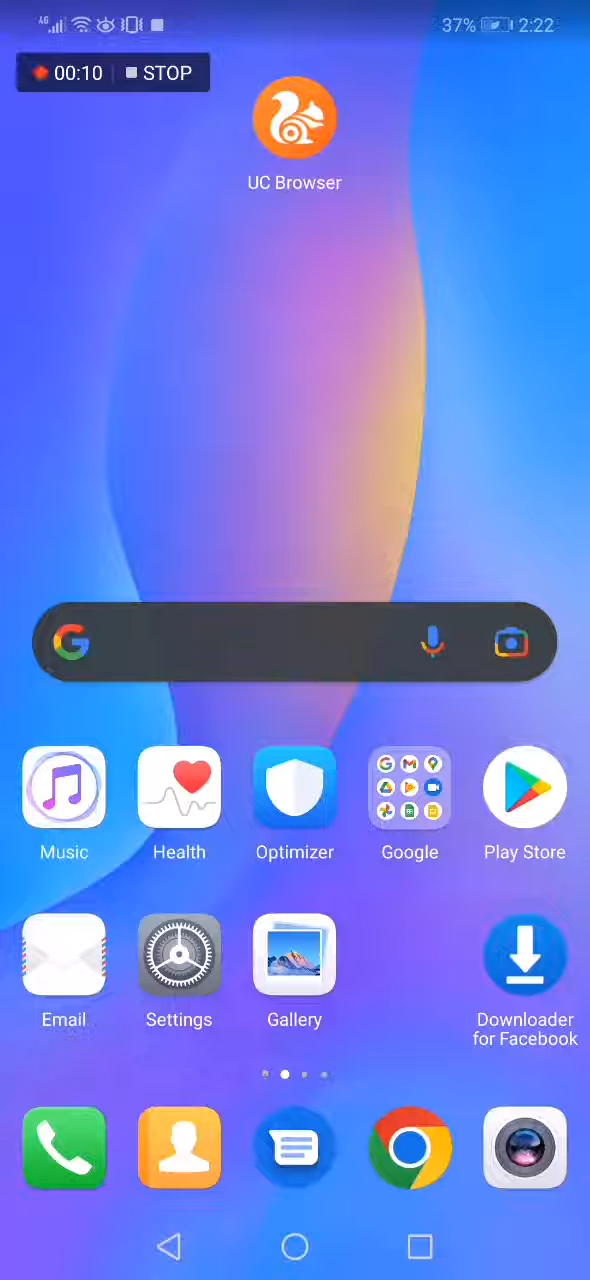 4G
37% 2:22
00:10 STOP
UC Browser
Music Health Optimizer Google Play Store
Email Settings Gallery Downloader
for Facebook